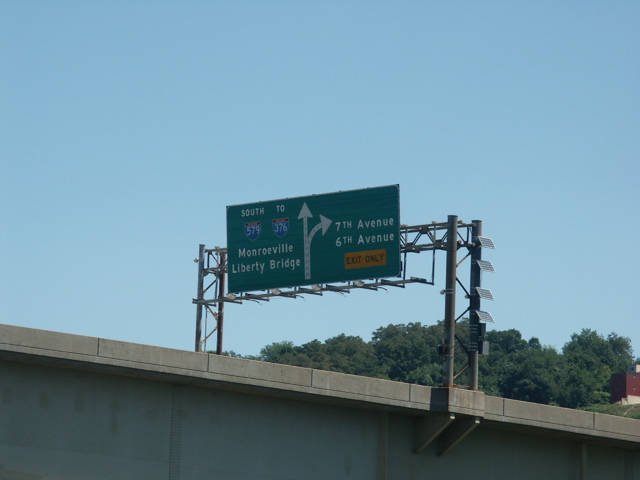 SOUTH TO
579 376
Monroeville
Liberty Bridge
7TH Avenue
6TH Avenue
EXIT ONLY